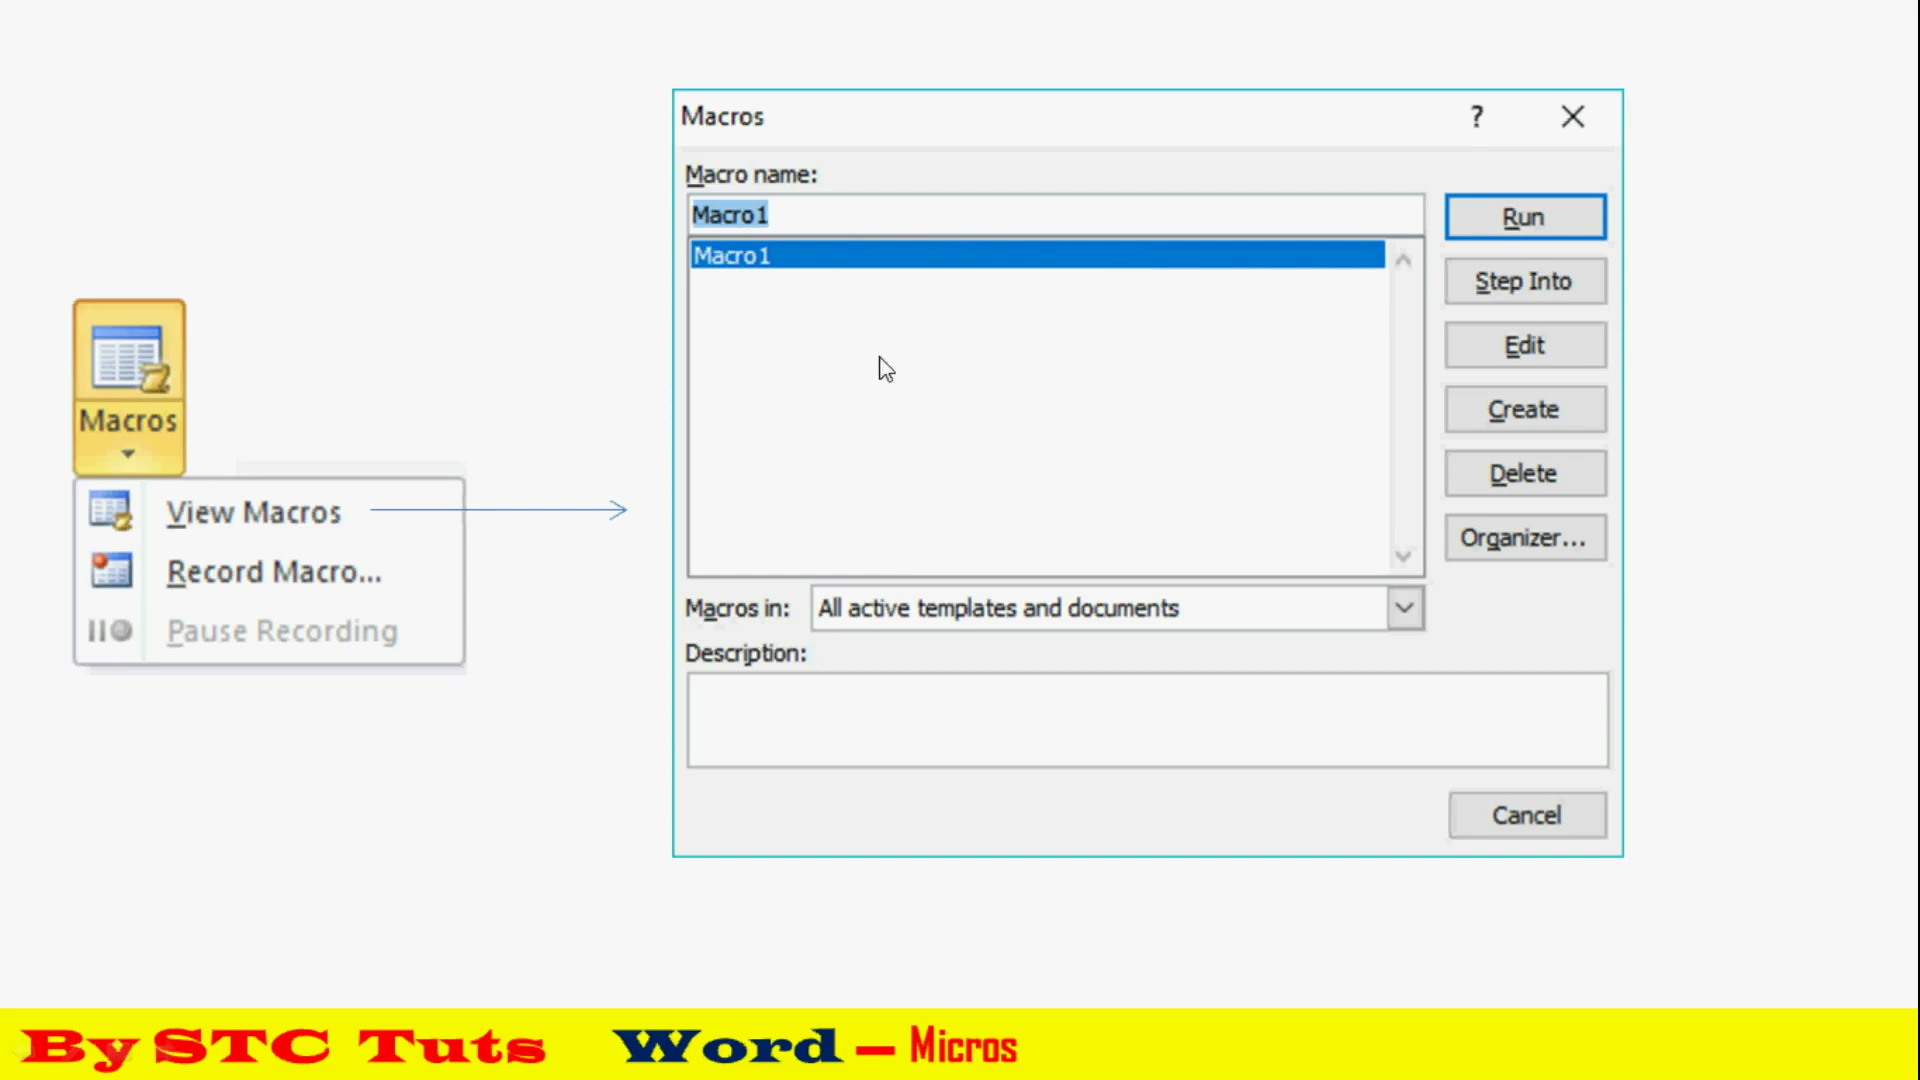 Macros
View Macros
Record Macro...
Pause Recording
Macros
?
Macro name:
Macro1
Macro1
Run
Step Into
Edit
Create
Delete
Organizer...
Macros in: All active templates and documents
Description:
Cancel
By STC Tuts Word – Micros